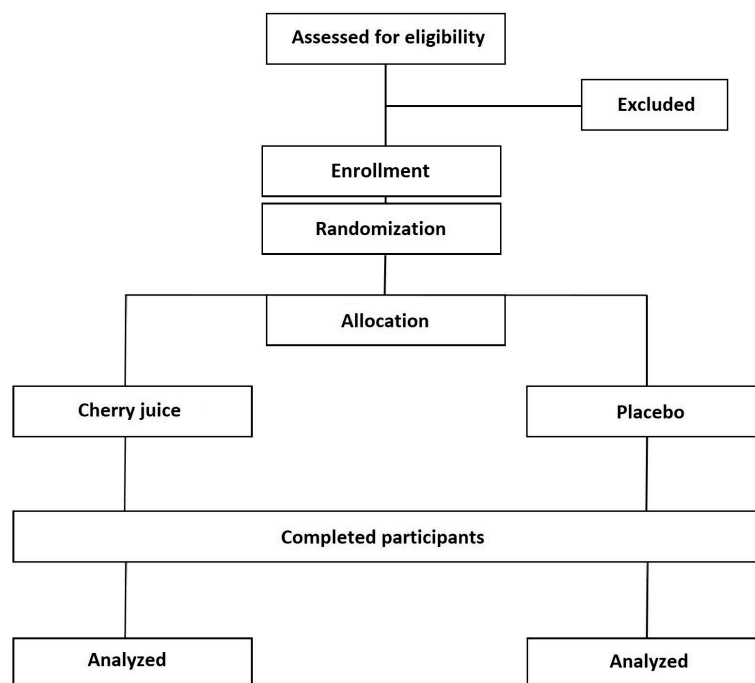 Assessed for eligibility
Excluded
Enrollment
Randomization
Allocation
Cherry juice
Placebo
Completed participants
Analyzed
Analyzed